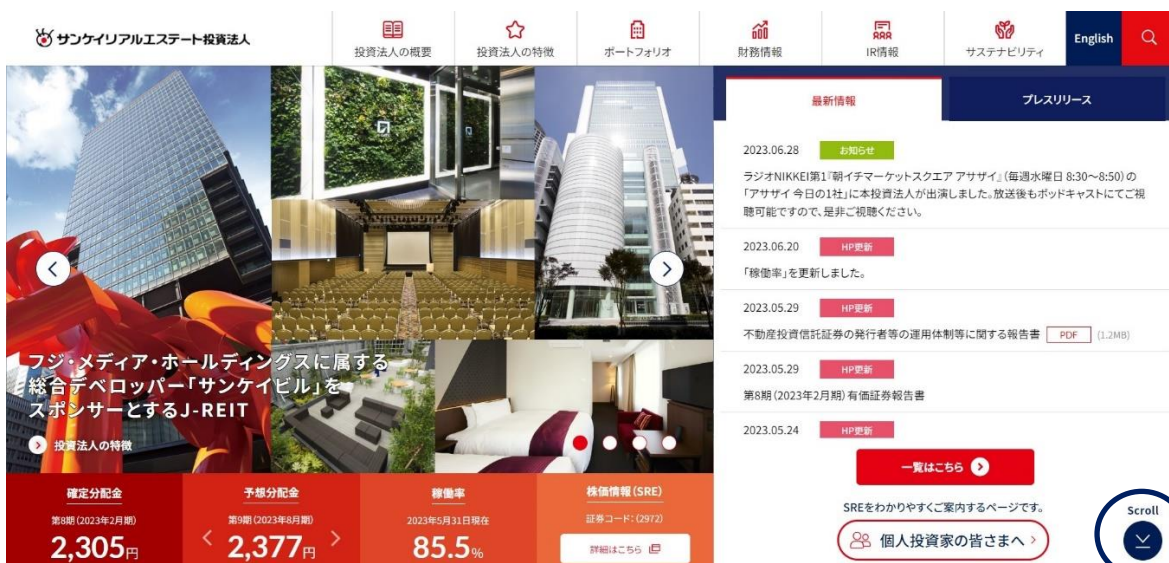 サンケイリアルエステート投資法人
投資法人の概要
投資法人の特徴
ポートフォリオ
財務情報
IR情報
サステナビリティ
English
フジ・メディア・ホールディングスに属する
総合デベロッパー「サンケイビル」を
スポンサーとするJ-REIT
投資法人の特徴
確定分配金
第8期(2023年2月期)
2,305円
予想分配金
第9期(2023年8月期)
2,377円
稼働率
2023年5月31日現在
85.5%
株価情報(SRE)
証券コード:(2972)
詳細はこちら
最新情報
プレスリリース
2023.06.28 お知らせ
ラジオNIKKEI第1『朝イチマーケットスクエア アサザイ』(毎週水曜日 8:30～8:50)の
「アサザイ 今日の1社」に本投資法人が出演しました。放送後もポッドキャストにてご視
聴可能ですので、是非ご視聴ください。
2023.06.20 HP更新
「稼働率」を更新しました。
2023.05.29 HP更新
不動産投資信託証券の発行者等の運用体制等に関する報告書 PDF (1.2MB)
2023.05.29 HP更新
第8期(2023年2月期)有価証券報告書
2023.05.24 HP更新
一覧はこちら
SREをわかりやすくご案内するページです。
個人投資家の皆さまへ
Scroll